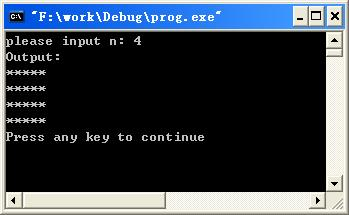 "F:\work\Debug\prog.exe"
please input n: 4
Output:
*****
*****
*****
*****
Press any key to continue